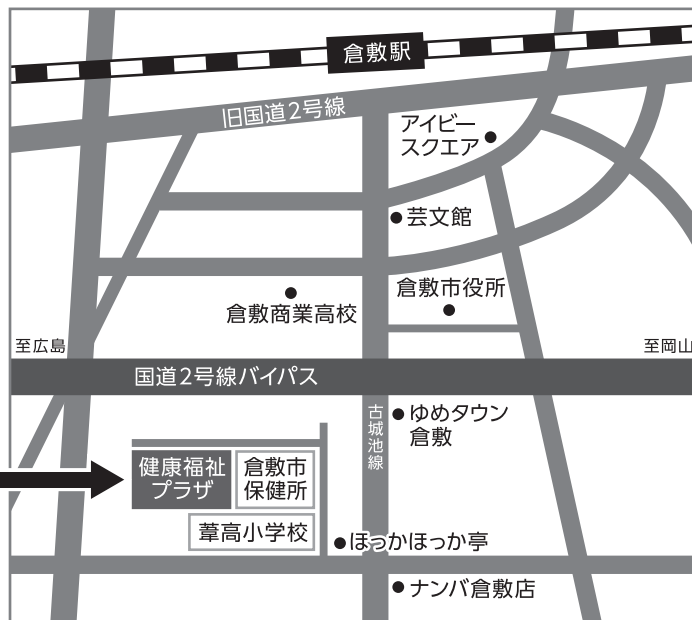 倉敷駅
旧国道2号線
アイビー
スクエア
芸文館
倉敷市役所
倉敷商業高校
至広島
至岡山
国道2号線バイパス
古城池線
ゆめタウン
倉敷
健康福祉
プラザ
倉敷市
保健所
葦高小学校
ほっかほっか亭
ナンバ倉敷店